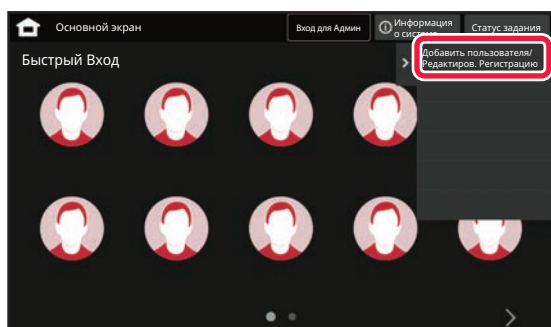 Основной экран
Вход для Админ
Информация
о системе
Статус задания
Быстрый Вход
Добавить пользователя/
Редактиров. Регистрацию